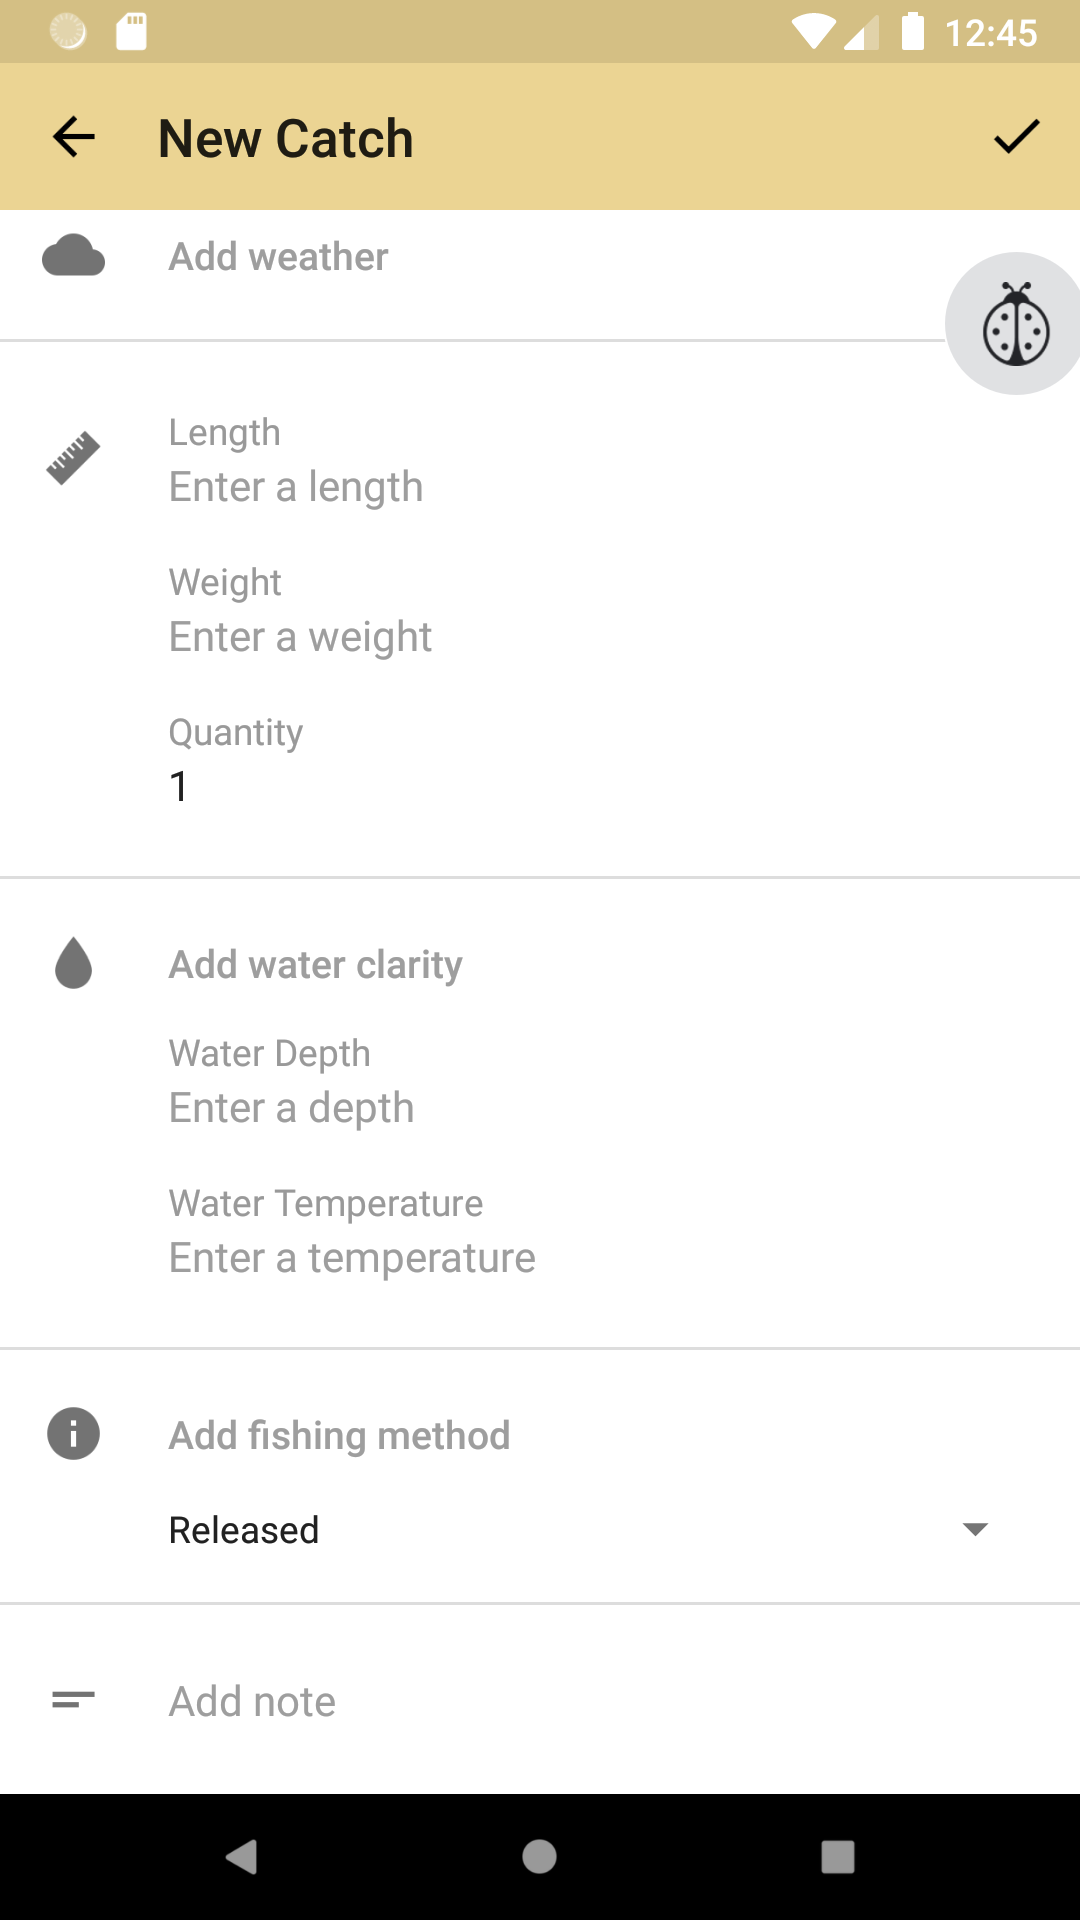 12:45
New Catch
Add weather
Length
Enter a length
Weight
Enter a weight
Quantity
1
Add water clarity
Water Depth
Enter a depth
Water Temperature
Enter a temperature
Add fishing method
Released
Add note